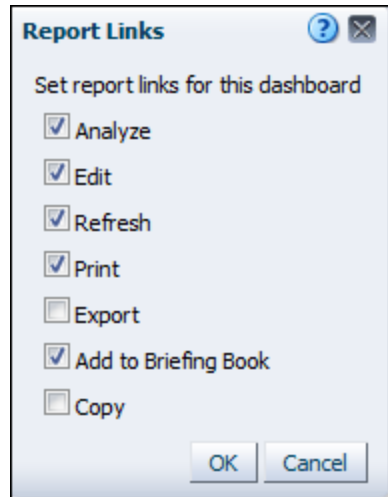 Report Links ?
Set report links for this dashboard
Analyze
Edit
Refresh
Print
Export
Add to Briefing Book
Copy
OK Cancel